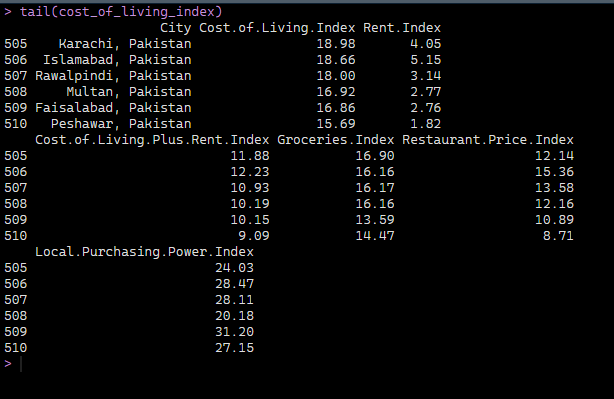 > tail(cost_of_living_index)
City Cost.of.Living.Index Rent.Index
505 Karachi, Pakistan 18.98 4.05
506 Islamabad, Pakistan 18.66 5.15
507 Rawalpindi, Pakistan 18.00 3.14
508 Multan, Pakistan 16.92 2.77
509 Faisalabad, Pakistan 16.86 2.76
510 Peshawar, Pakistan 15.69 1.82
Cost.of.Living.Plus.Rent.Index Groceries.Index Restaurant.Price.Index
505 11.88 16.90 12.14
506 12.23 16.16 15.36
507 10.93 16.17 13.58
508 10.19 16.16 12.16
509 10.15 13.59 10.89
510 9.09 14.47 8.71
Local.Purchasing.Power.Index
505 24.03
506 28.47
507 28.11
508 20.18
509 31.20
510 27.15
>